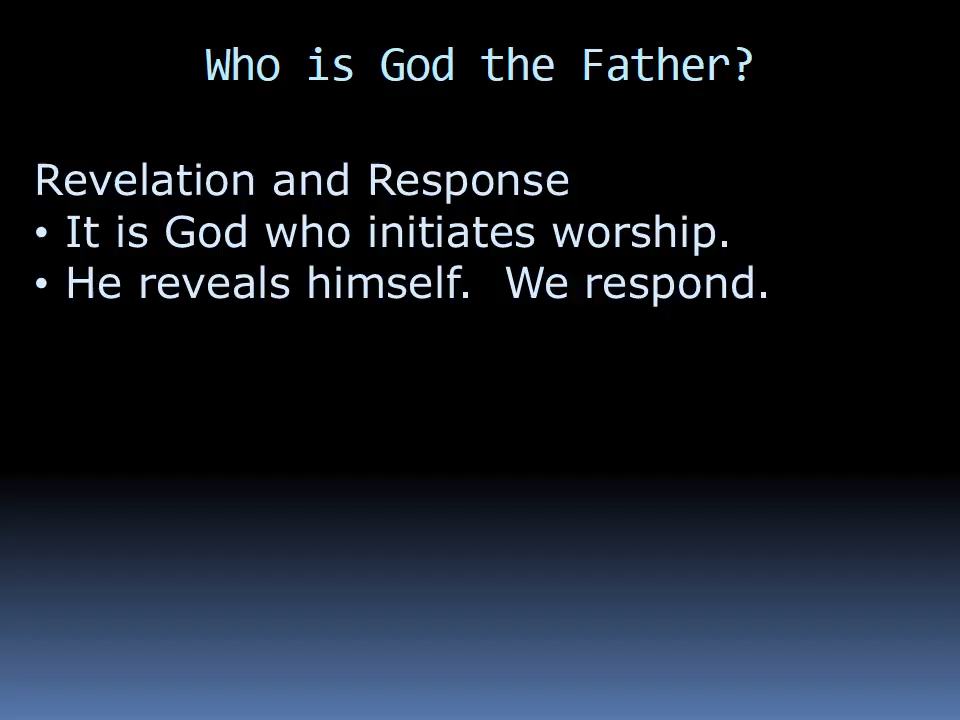 Who is God the Father?
Revelation and Response
• It is God who initiates worship.
• He reveals himself.  We respond.